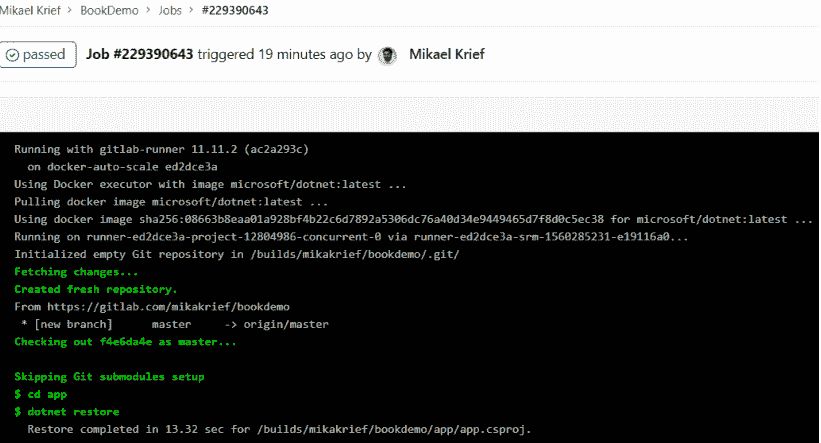 Mikael Krief > BookDemo > Jobs > #229390643
passed Job #229390643 triggered 19 minutes ago by Mikael Krief
Running with gitlab-runner 11.11.2 (ac2a293c)
on docker-auto-scale ed2dce3a
Using Docker executor with image microsoft/dotnet:latest ...
Pulling docker image microsoft/dotnet:latest ...
Using docker image sha256:08663b8eaa01a928bf4b22c6d7892a5306dc76a40d34e9449465d7f8d0c5ec38 for microsoft/dotnet:latest ...
Running on runner-ed2dce3a-project-12804986-concurrent-0 via runner-ed2dce3a-srm-1560285231-e19116a0...
Initialized empty Git repository in /builds/mikakrief/bookdemo/.git/
Fetching changes...
Created fresh repository.
From https://gitlab.com/mikakrief/bookdemo
* [new branch] master -> origin/master
Checking out f4e6da4e as master...
Skipping Git submodules setup
$ cd app
$ dotnet restore
Restore completed in 13.32 sec for /builds/mikakrief/bookdemo/app/app.csproj.